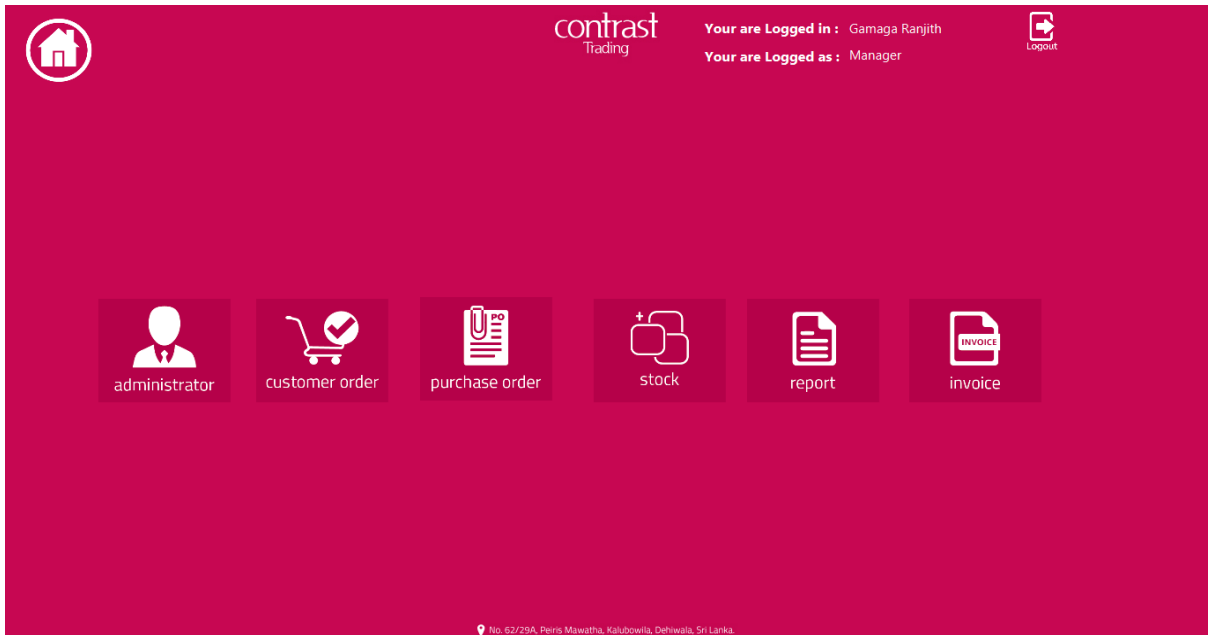 contrast
Trading
Your are Logged in : Gamaga Ranjith
Your are Logged as : Manager
Logout
administrator
customer order
PO
purchase order
stock
report
INVOICE
invoice
No. 62/29A, Peiris Mawatha, Kalubowila, Dehiwala, Sri Lanka.